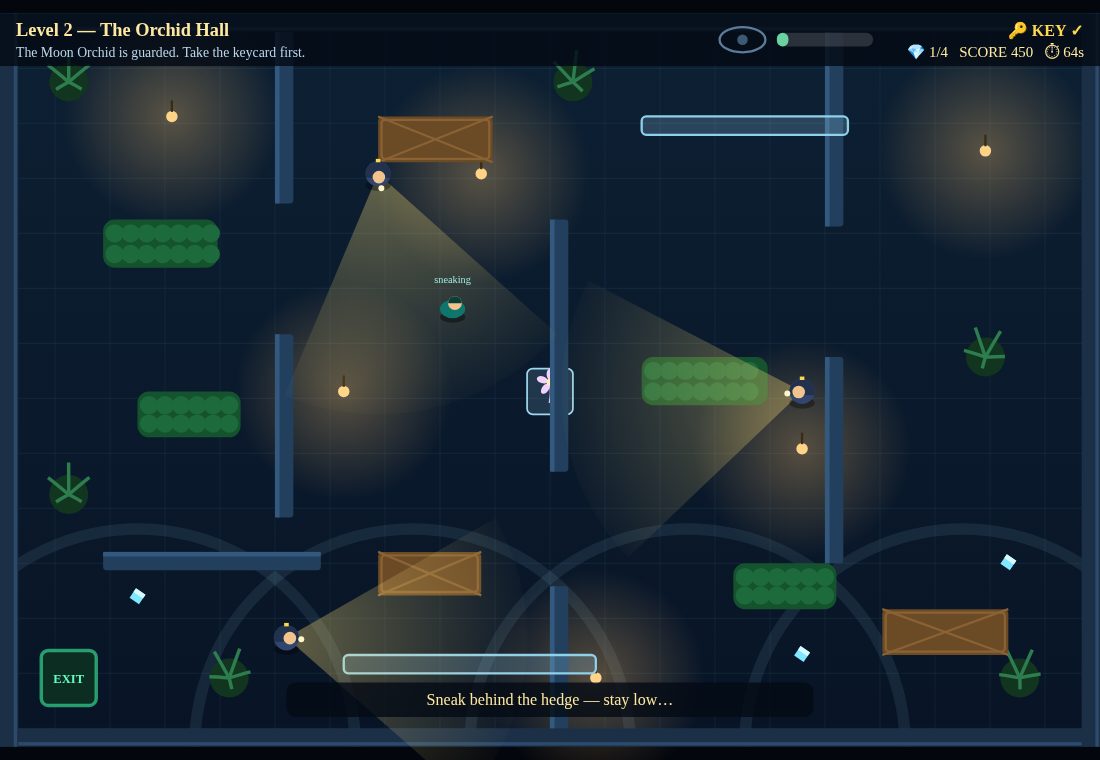 Level 2 — The Orchid Hall
The Moon Orchid is guarded. Take the keycard first.
🔑 KEY ✓
💎 1/4 SCORE 450 ⏱ 64s
sneaking
EXIT
Sneak behind the hedge — stay low…